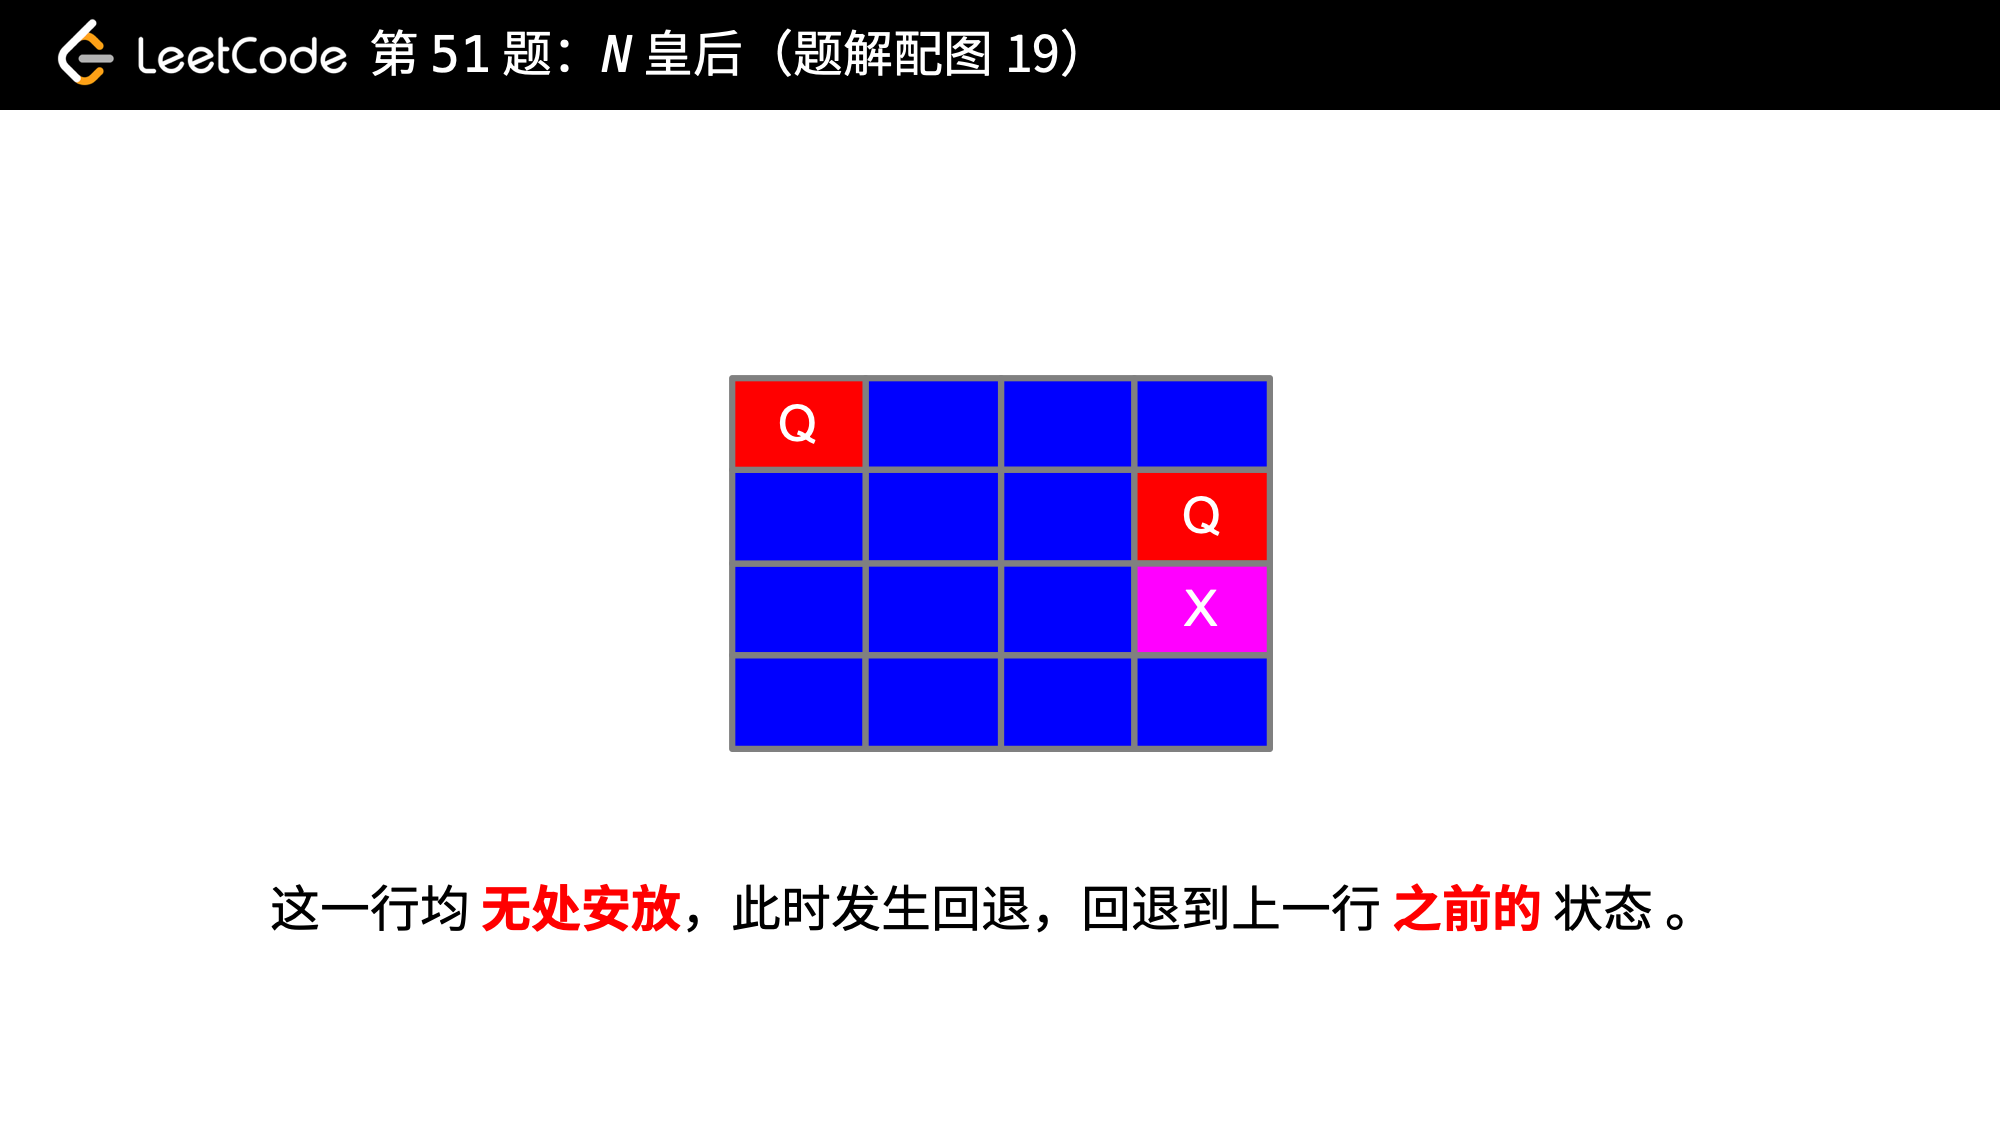 LeetCode 第 51 题：N 皇后（题解配图 19）
Q
Q
X
这一行均 无处安放，此时发生回退，回退到上一行 之前的 状态 。